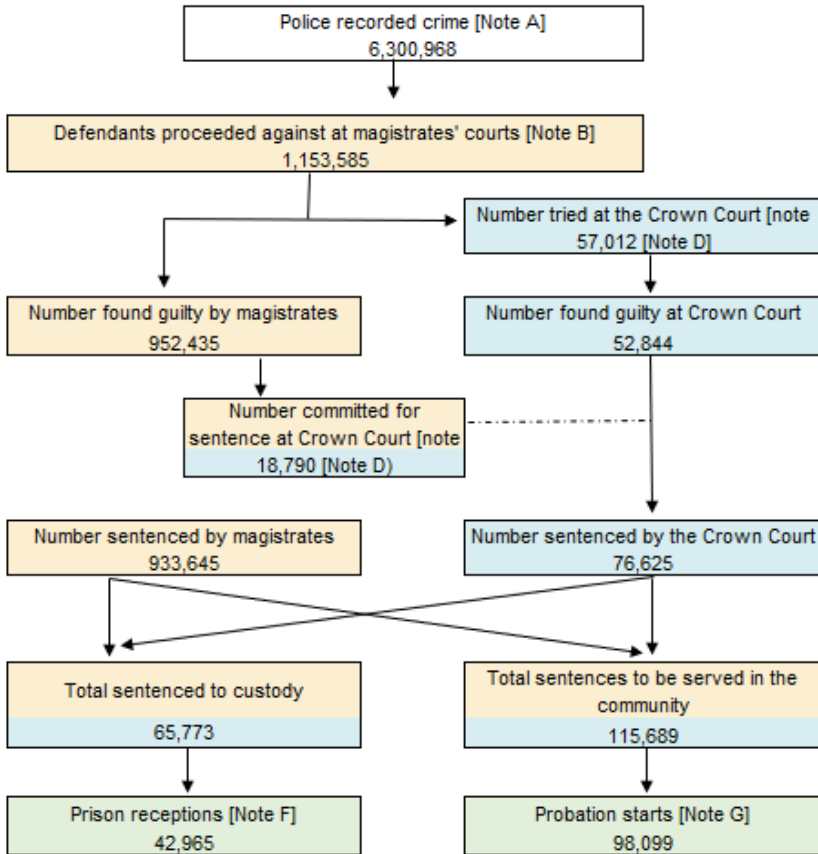 Police recorded crime [Note A]
6,300,968
Defendants proceeded against at magistrates' courts [Note B]
1,153,585
Number tried at the Crown Court [note
57,012 [Note D]
Number found guilty by magistrates
952,435
Number found guilty at Crown Court
52,844
Number committed for
sentence at Crown Court [note
18,790 [Note D)
Number sentenced by magistrates
933,645
Number sentenced by the Crown Court
76,625
Total sentenced to custody
65,773
Total sentences to be served in the
community
115,689
Prison receptions [Note F]
42,965
Probation starts [Note G]
98,099